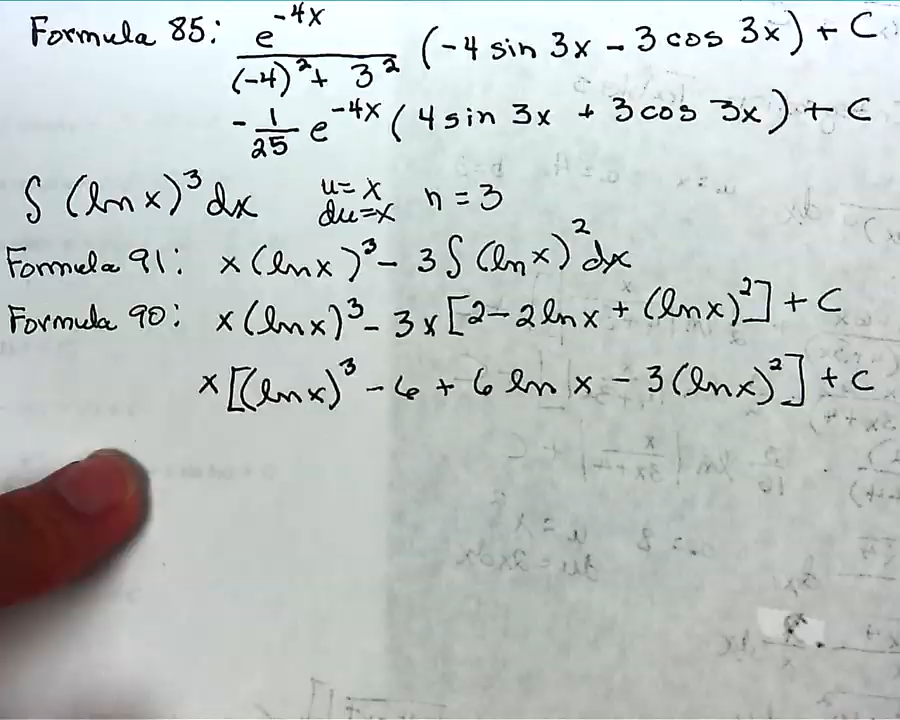 Formula 85: e^{-4x} / ((-4)^2 + 3^2) (-4 sin 3x - 3 cos 3x) + C
-1/25 e^{-4x} (4 sin 3x + 3 cos 3x) + C
∫ (ln x)^3 dx u = x n = 3
du = x
Formula 91: x (ln x)^3 - 3 ∫ (ln x)^2 dx
Formula 90: x (ln x)^3 - 3x [2 - 2 ln x + (ln x)^2] + C
x [(ln x)^3 - 6 + 6 ln x - 3 (ln x)^2] + C